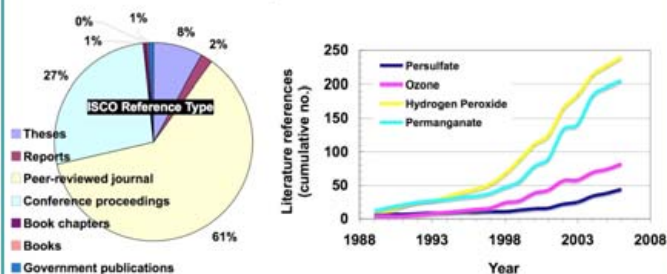 0%
1%
1%
8%
2%
27%
61%
ISCO Reference Type
Theses
Reports
Peer-reviewed journal
Conference proceedings
Book chapters
Books
Government publications
Literature references
(cumulative no.)
250
200
150
100
50
0
Persulfate
Ozone
Hydrogen Peroxide
Permanganate
1988 1993 1998 2003 2008
Year